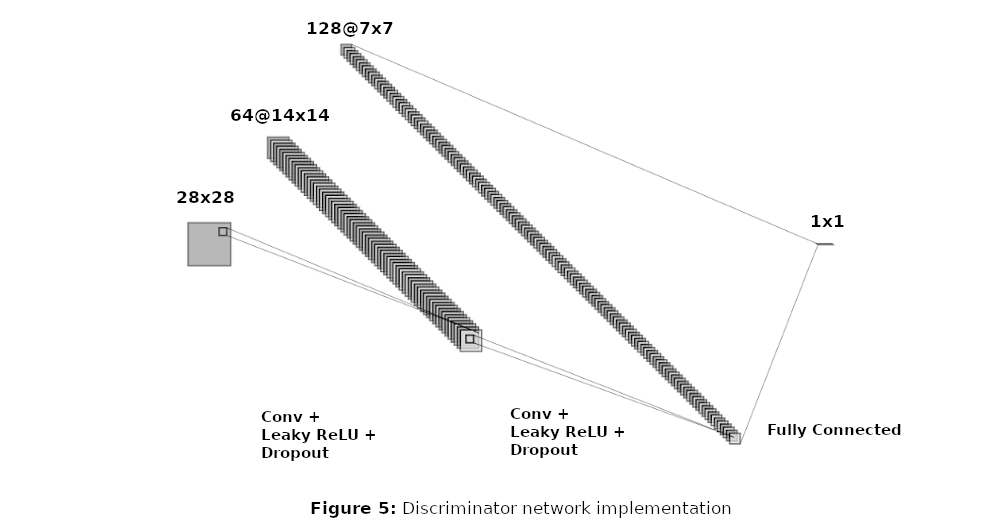 128@7x7
64@14x14
28x28
1x1
Conv +
Leaky ReLU +
Dropout
Conv +
Leaky ReLU +
Dropout
Fully Connected
Figure 5: Discriminator network implementation